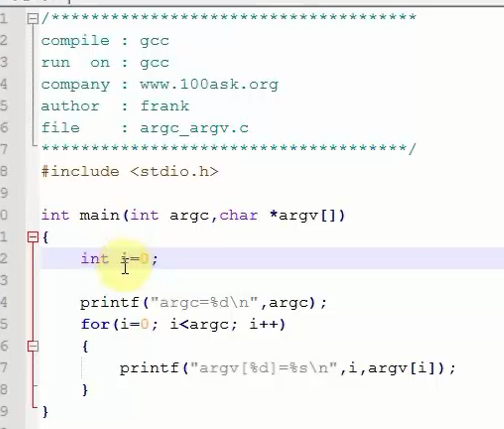 1 /*************************************
2 compile : gcc
3 run on : gcc
4 company : www.100ask.org
5 author : frank
6 file : argc_argv.c
7 *************************************/
8 #include <stdio.h>
9
0 int main(int argc,char *argv[])
1 {
2 int i=0;
3
4 printf("argc=%d\n",argc);
5 for(i=0; i<argc; i++)
6 {
7 printf("argv[%d]=%s\n",i,argv[i]);
8 }
9 }